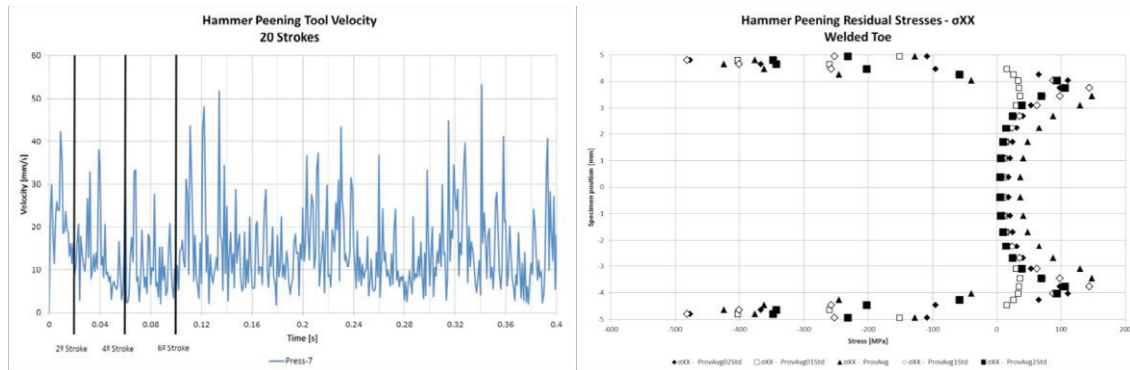 Hammer Peening Tool Velocity
20 Strokes
Velocity [mm/s]
60
50
40
30
20
10
0
0 0.04 0.08 0.12 0.16 0.2 0.24 0.28 0.32 0.36 0.4
2º Stroke 4º Stroke 6º Stroke
Time [s]
Press-7
Hammer Peening Residual Stresses - σXX
Welded Toe
Specimen position [mm]
5
4
3
2
1
0
-1
-2
-3
-4
-5
-600 -500 -400 -300 -200 -100 0 100 200
Stress [MPa]
σXX - ProvAvg02Std σXX - ProvAvg01Std σXX - ProvAvg σXX - ProvAvg1Std σXX - ProvAvg2Std